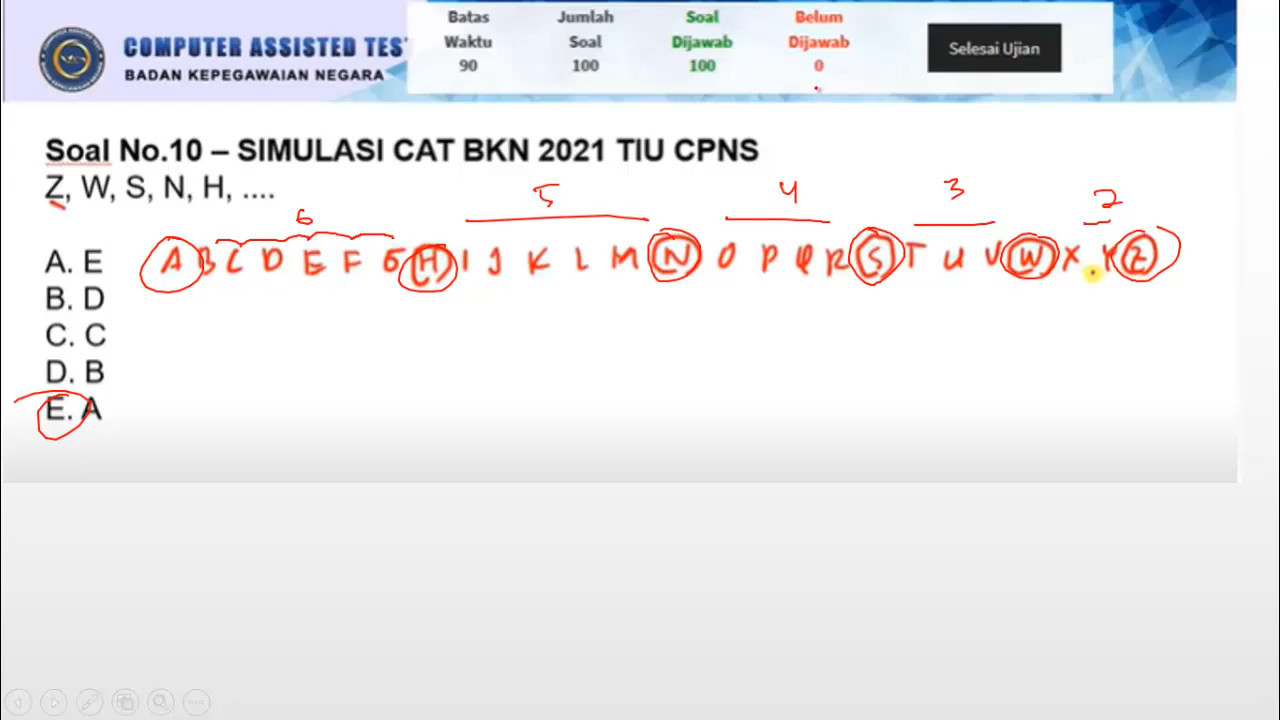 COMPUTER ASSISTED TEST
BADAN KEPEGAWAIAN NEGARA
Batas Waktu 90
Jumlah Soal 100
Soal Dijawab 100
Belum Dijawab 0
Selesai Ujian
Soal No.10 – SIMULASI CAT BKN 2021 TIU CPNS
Z, W, S, N, H, ....
6 5 4 3 2
A B C D E F G H I J K L M N O P Q R S T U V W X Y Z
A. E
B. D
C. C
D. B
E. A